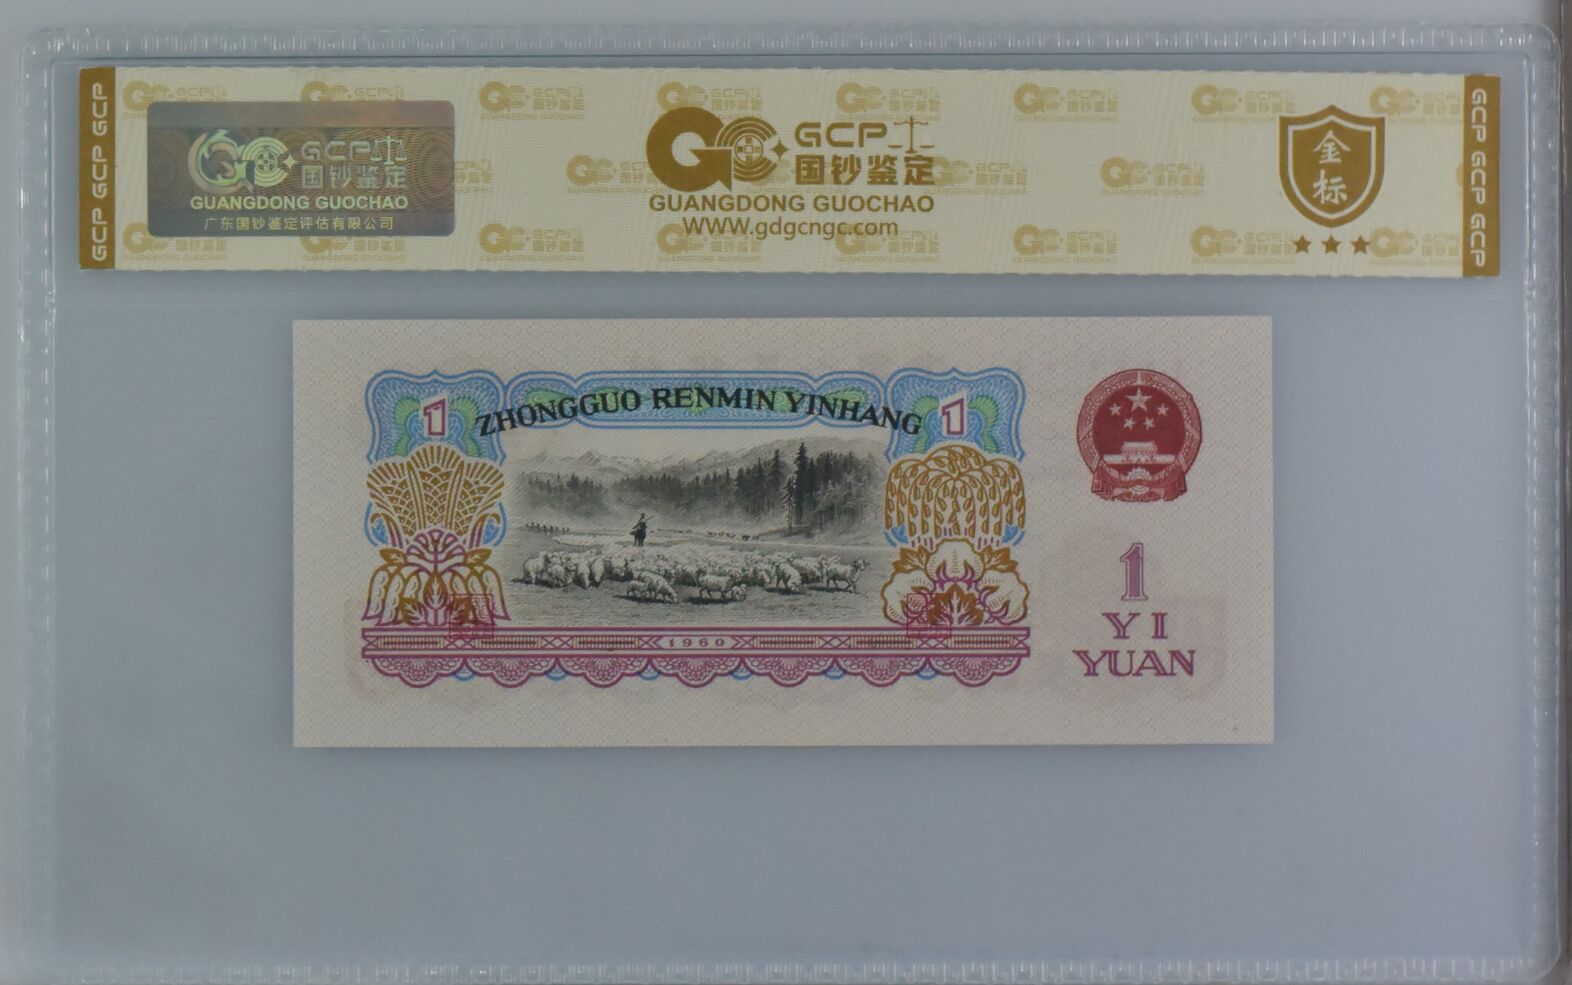 GCP GCP GCP
GCP
国钞鉴定
GUANGDONG GUOCHAO
广东国钞鉴定评估有限公司
GCP
国钞鉴定
GUANGDONG GUOCHAO
WWW.gdgcngc.com
金
标
GCP GCP GCP
1
ZHONGGUO RENMIN YINHANG
1
1960
1
YI
YUAN